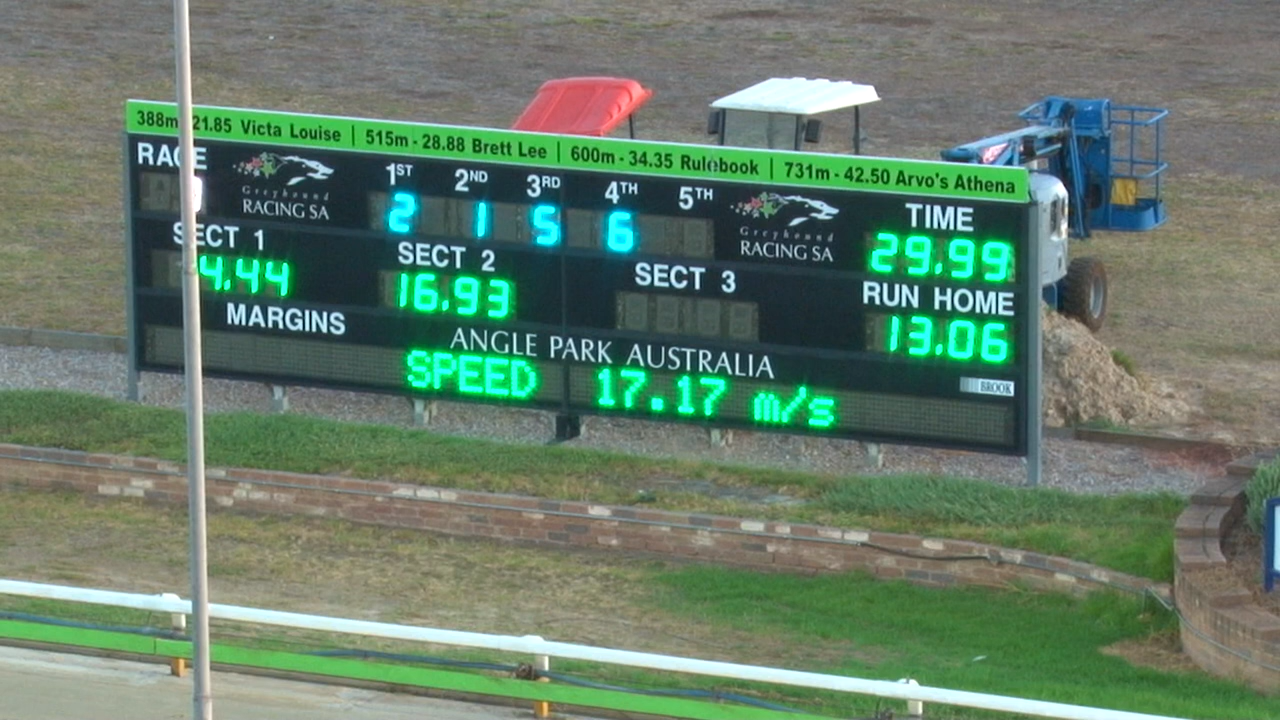 388m 21.85 Victa Louise | 515m - 28.88 Brett Lee | 600m - 34.35 Rulebook | 731m - 42.50 Arvo's Athena
RACE
Greyhound
RACING SA
1ST 2ND 3RD 4TH 5TH
2 1 5 6
Greyhound
RACING SA
TIME
29.99
SECT 1
4.44
SECT 2
16.93
SECT 3
RUN HOME
13.06
MARGINS
ANGLE PARK AUSTRALIA
SPEED 17.17 m/s
BROOK